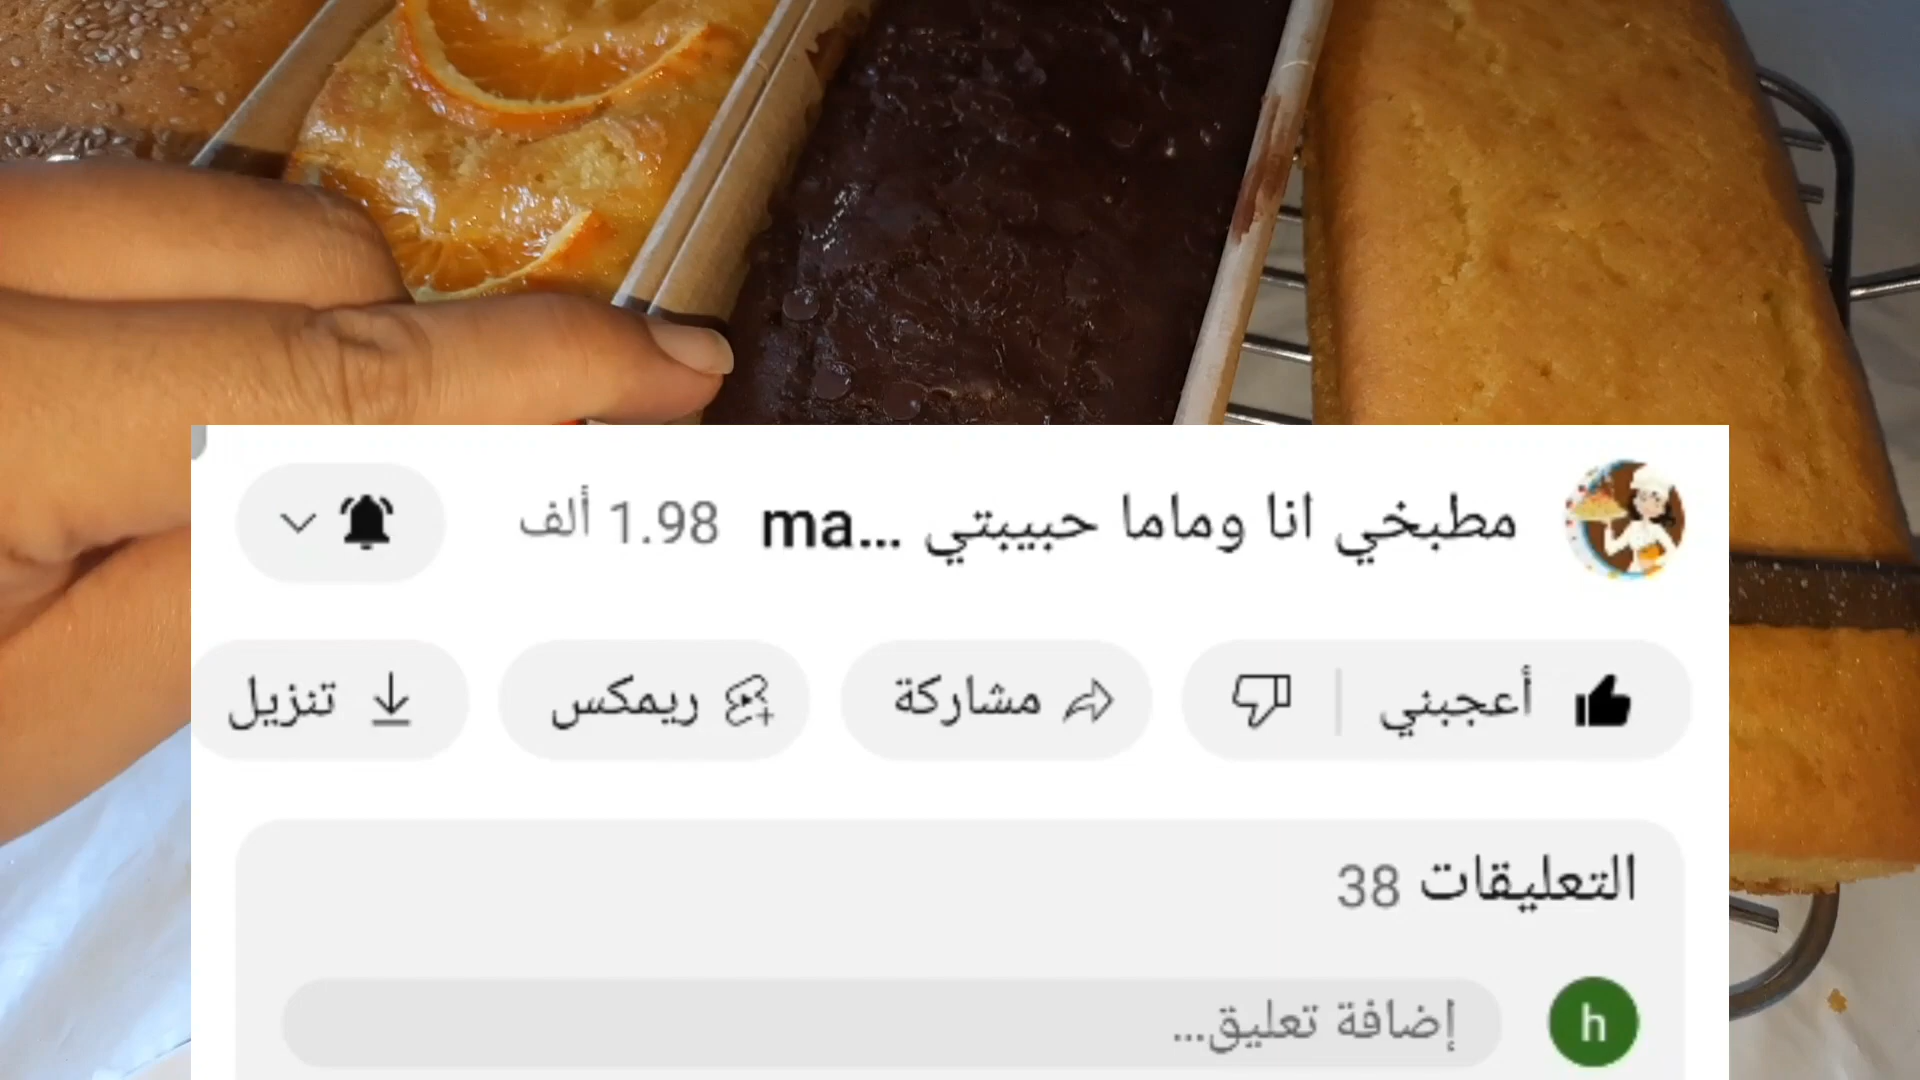 مطبخي انا وماما حبيبتي ma... 1.98 ألف
أعجبني مشاركة ريمكس تنزيل
التعليقات 38
h إضافة تعليق...